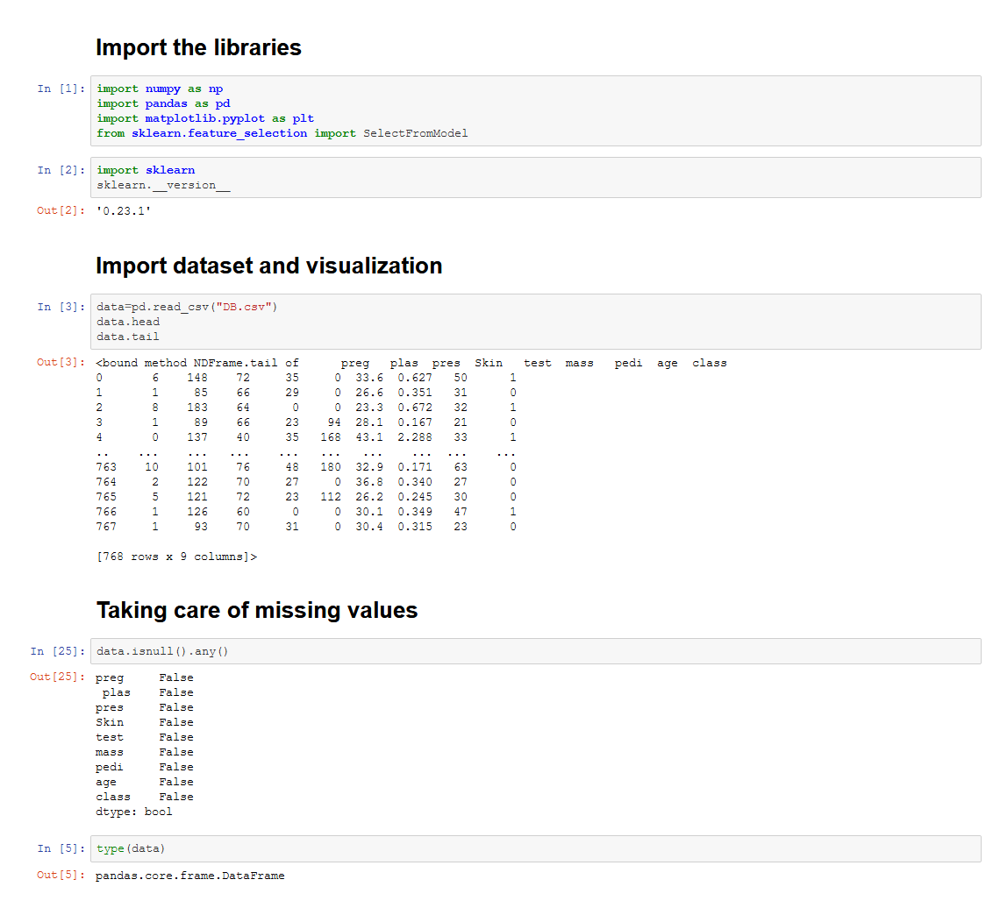 Import the libraries
In [1]: import numpy as np
import pandas as pd
import matplotlib.pyplot as plt
from sklearn.feature_selection import SelectFromModel
In [2]: import sklearn
sklearn.__version__
Out[2]: '0.23.1'
Import dataset and visualization
In [3]: data=pd.read_csv("DB.csv")
data.head
data.tail
Out[3]: <bound method NDFrame.tail of      preg   plas  pres  Skin   test  mass   pedi  age  class
0       6    148    72     35     0  33.6  0.627   50      1
1       1     85    66     29     0  26.6  0.351   31      0
2       8    183    64      0     0  23.3  0.672   32      1
3       1     89    66     23    94  28.1  0.167   21      0
4       0    137    40     35   168  43.1  2.288   33      1
..    ...    ...   ...    ...   ...   ...    ...  ...    ...
763    10    101    76     48   180  32.9  0.171   63      0
764     2    122    70     27     0  36.8  0.340   27      0
765     5    121    72     23   112  26.2  0.245   30      0
766     1    126    60      0     0  30.1  0.349   47      1
767     1     93    70     31     0  30.4  0.315   23      0
[768 rows x 9 columns]>
Taking care of missing values
In [25]: data.isnull().any()
Out[25]: preg     False
plas    False
pres     False
Skin     False
test     False
mass     False
pedi     False
age      False
class    False
dtype: bool
In [5]: type(data)
Out[5]: pandas.core.frame.DataFrame